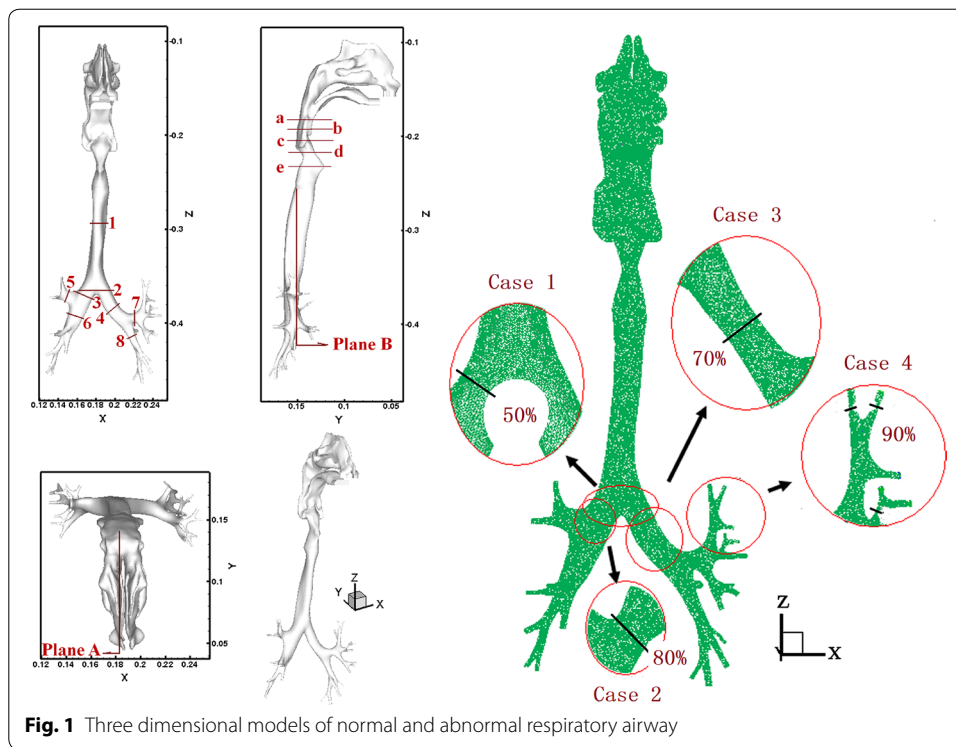 -0.1
-0.2
-0.3
-0.4
Z
1
2
3
4
5
6
7
8
0.12 0.14 0.16 0.18 0.2 0.22 0.24
X
-0.1
-0.2
-0.3
-0.4
Z
a
b
c
d
e
Plane B
0.15 0.1 0.05
Y
0.15
0.1
0.05
Y
Plane A
0.12 0.14 0.16 0.18 0.2 0.22 0.24
X
Z
Y
X
Case 1
50%
Case 3
70%
Case 4
90%
80%
Case 2
Z
Y
X
Fig. 1 Three dimensional models of normal and abnormal respiratory airway